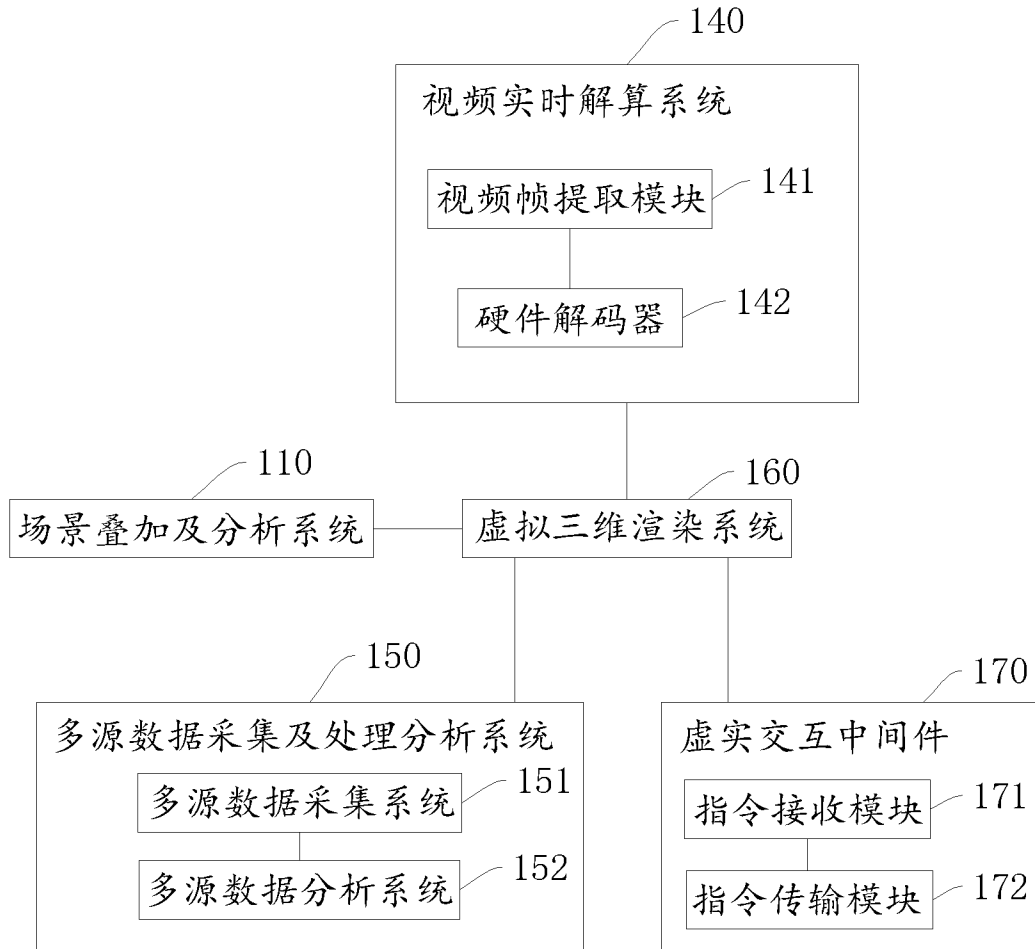 140
视频实时解算系统
视频帧提取模块
141
硬件解码器
142
110
场景叠加及分析系统
160
虚拟三维渲染系统
150
多源数据采集及处理分析系统
多源数据采集系统
151
多源数据分析系统
152
170
虚实交互中间件
指令接收模块
171
指令传输模块
172